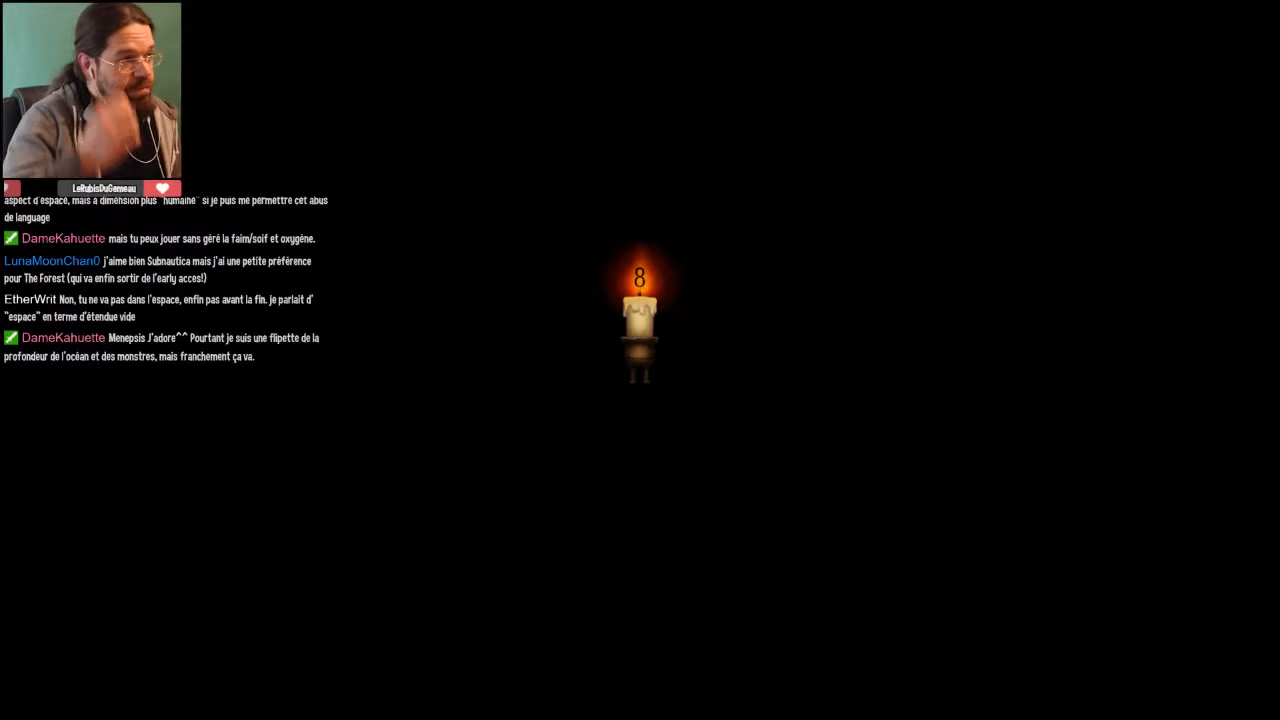 LeRubisDuGemeau
aspect d'espace, mais à dimension plus "humaine" si je puis me permettre cet abus
de language
DameKahuette mais tu peux jouer sans géré la faim/soif et oxygène.
LunaMoonChan0 j'aime bien Subnautica mais j'ai une petite préférence
pour The Forest (qui va enfin sortir de l'early acces!)
EtherWrit Non, tu ne va pas dans l'espace, enfin pas avant la fin. je parlait d'
"espace" en terme d'étendue vide
DameKahuette Menepsis J'adore^^ Pourtant je suis une flipette de la
profondeur de l'océan et des monstres, mais franchement ça va.
8